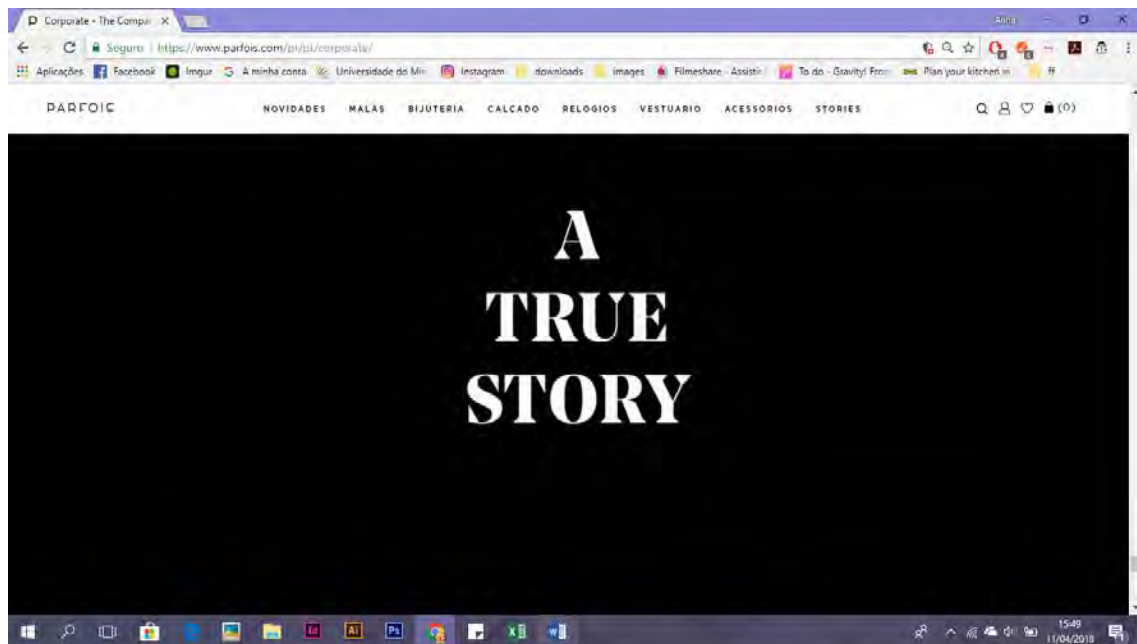 Corporate - The Compa
Anna
Seguro https://www.parfois.com/pt/pt/corporate/
Aplicações Facebook Imgur A minha conta Universidade do Mi Instagram downloads images Filmeshare - Assistir To do - Gravity! Fro Plan your kitchen in ff
PARFOIS NOVIDADES MALAS BIJUTERIA CALCADO RELOGIOS VESTUARIO ACESSORIOS STORIES (0)
A
TRUE
STORY
15:49
11/04/2018